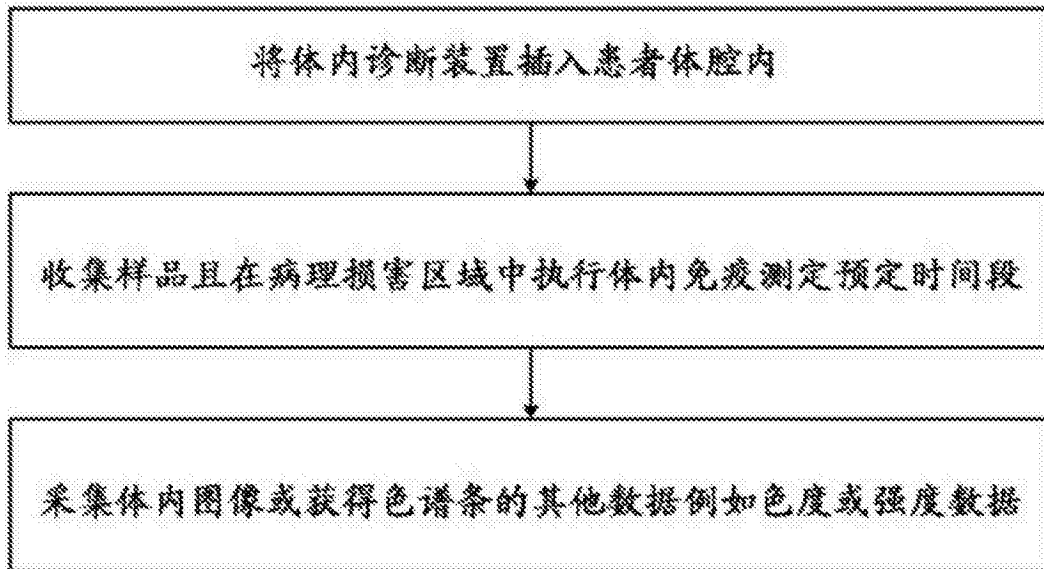 将体内诊断装置插入患者体腔内
收集样品且在病理损害区域中执行体内免疫测定预定时间段
采集体内图像或获得色谱条的其他数据例如色度或强度数据